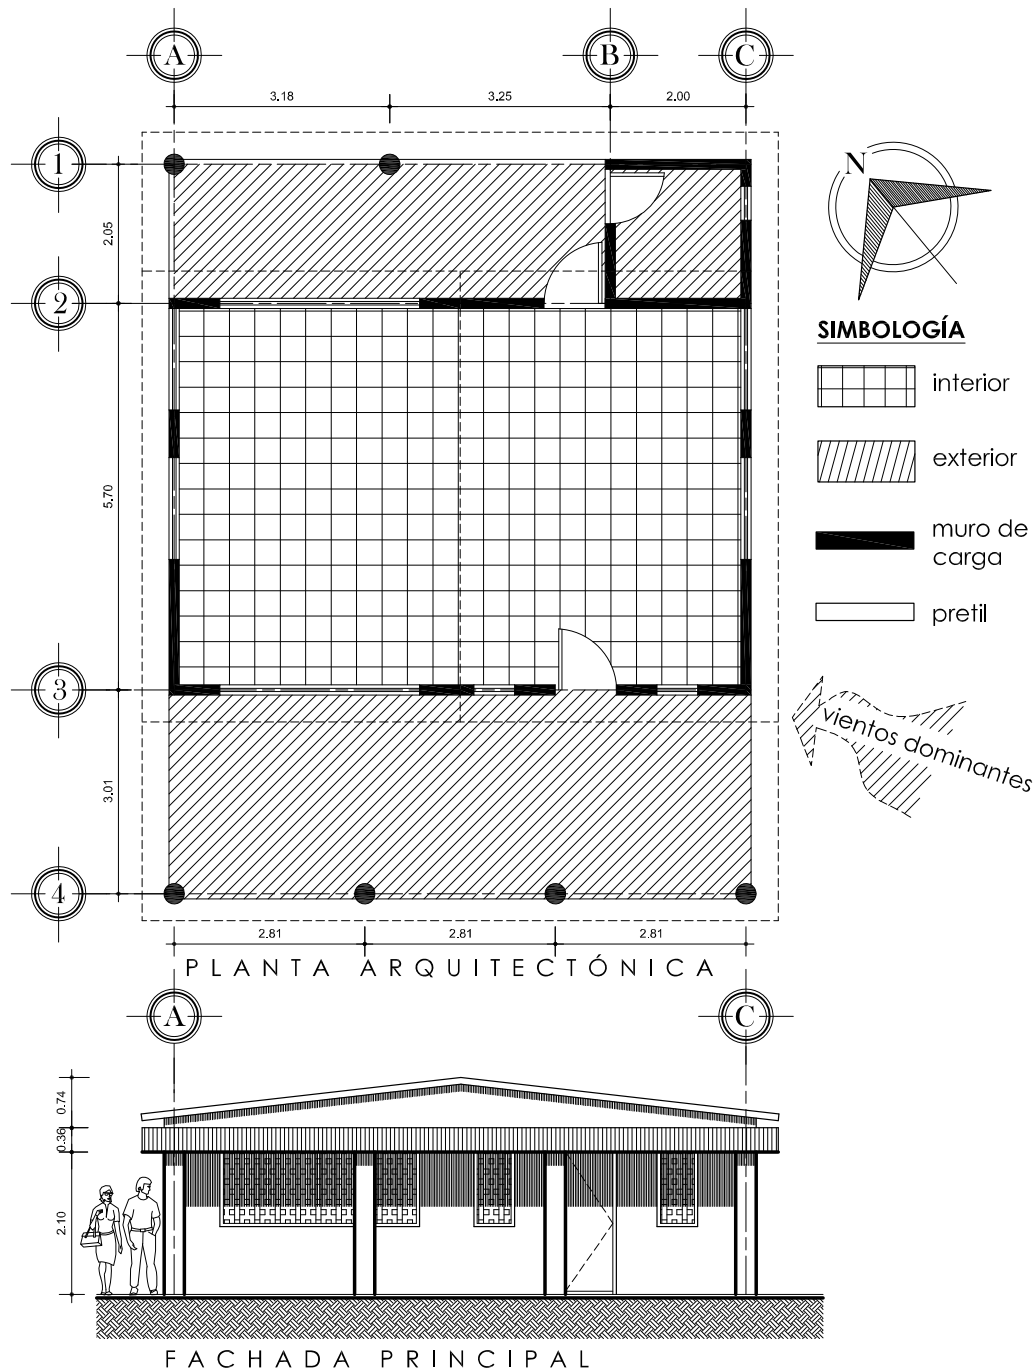 A
B
C
3.18
3.25
2.00
1
2
3
4
2.05
5.70
3.01
N
SIMBOLOGÍA
interior
exterior
muro de
carga
pretil
vientos dominantes
2.81
2.81
2.81
PLANTA ARQUITECTÓNICA
A
C
0.74
0.36
2.10
FACHADA PRINCIPAL